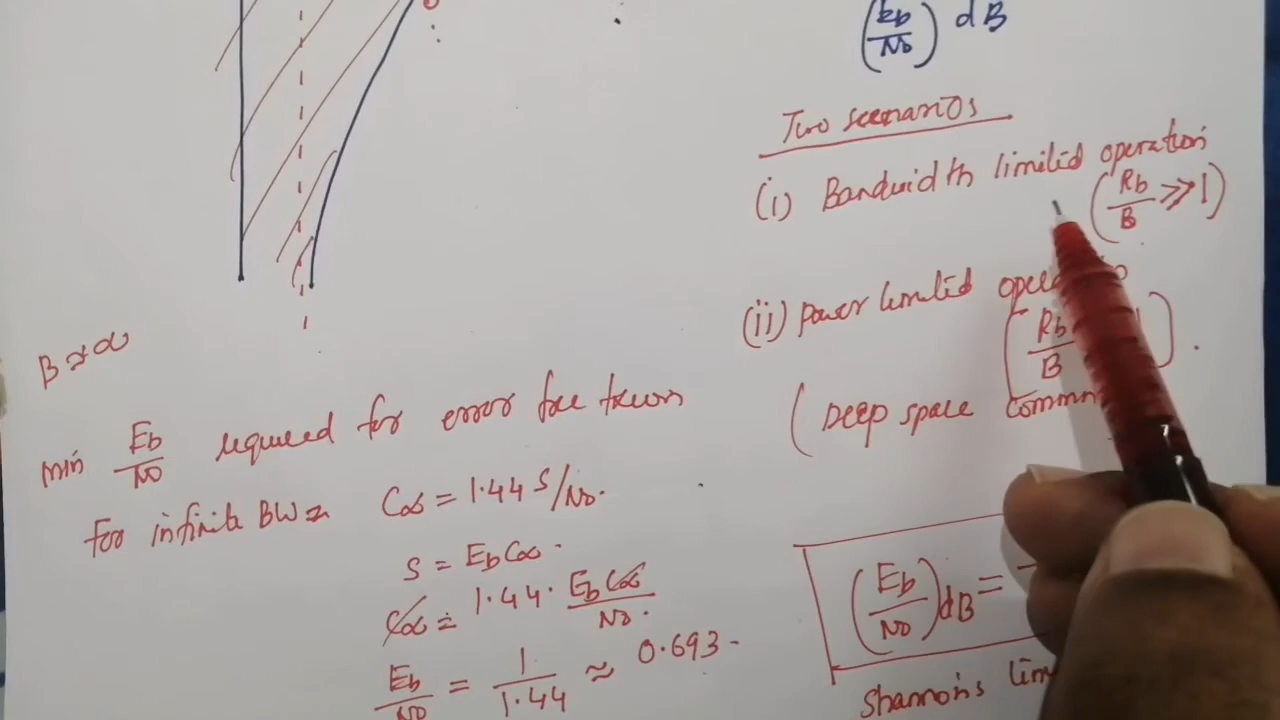 (Eb/No) dB
Two scenarios
(i) Bandwidth limited operation
(Rb/B >> 1)
(ii) Power limited
(Rb/B
(Deep space comm
B ≈ ∞
min Eb/No required for error free
For infinite BW = C∞ = 1.44 S/No.
S = Eb C∞.
C∞ = 1.44. Eb C∞/No.
Eb/No = 1/1.44 ≈ 0.693
(Eb/No)dB = -
Shannon's lim